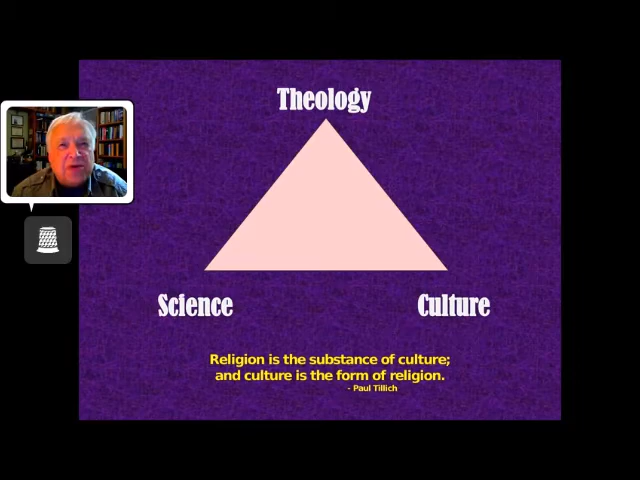 Theology
Science
Culture
Religion is the substance of culture;
and culture is the form of religion.
- Paul Tillich